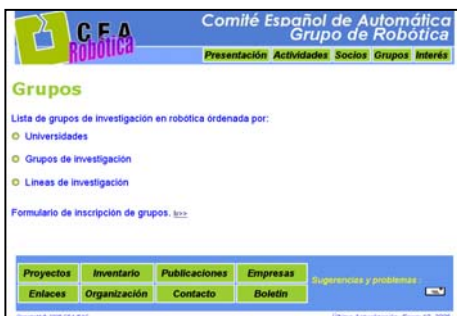 CEA
Robótica
Comité Español de Automática
Grupo de Robótica
Presentación Actividades Socios Grupos Interés
Grupos
Lista de grupos de investigación en robótica órdenada por:
Universidades
Grupos de investigación
Líneas de investigación
Formulario de inscripción de grupos.
Proyectos Inventario Publicaciones Empresas
Sugerencias y problemas :
Enlaces Organización Contacto Boletín